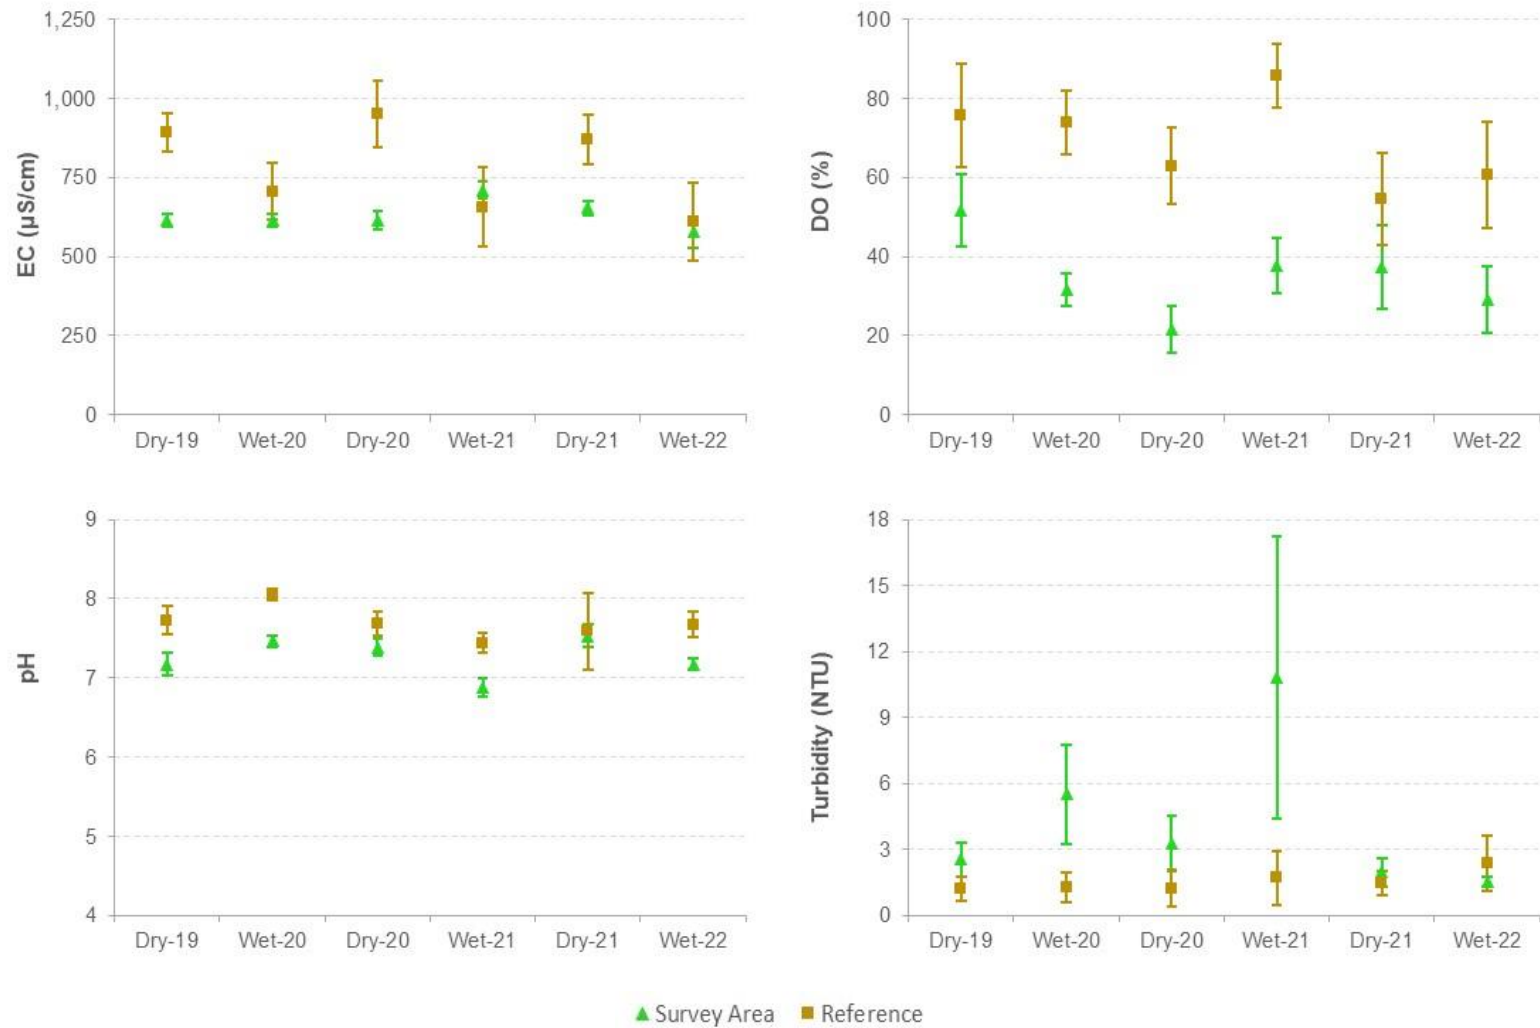 EC (µS/cm)
1,250
1,000
750
500
250
0
Dry-19 Wet-20 Dry-20 Wet-21 Dry-21 Wet-22
DO (%)
100
80
60
40
20
0
Dry-19 Wet-20 Dry-20 Wet-21 Dry-21 Wet-22
pH
9
8
7
6
5
4
Dry-19 Wet-20 Dry-20 Wet-21 Dry-21 Wet-22
Turbidity (NTU)
18
15
12
9
6
3
0
Dry-19 Wet-20 Dry-20 Wet-21 Dry-21 Wet-22
Survey Area Reference